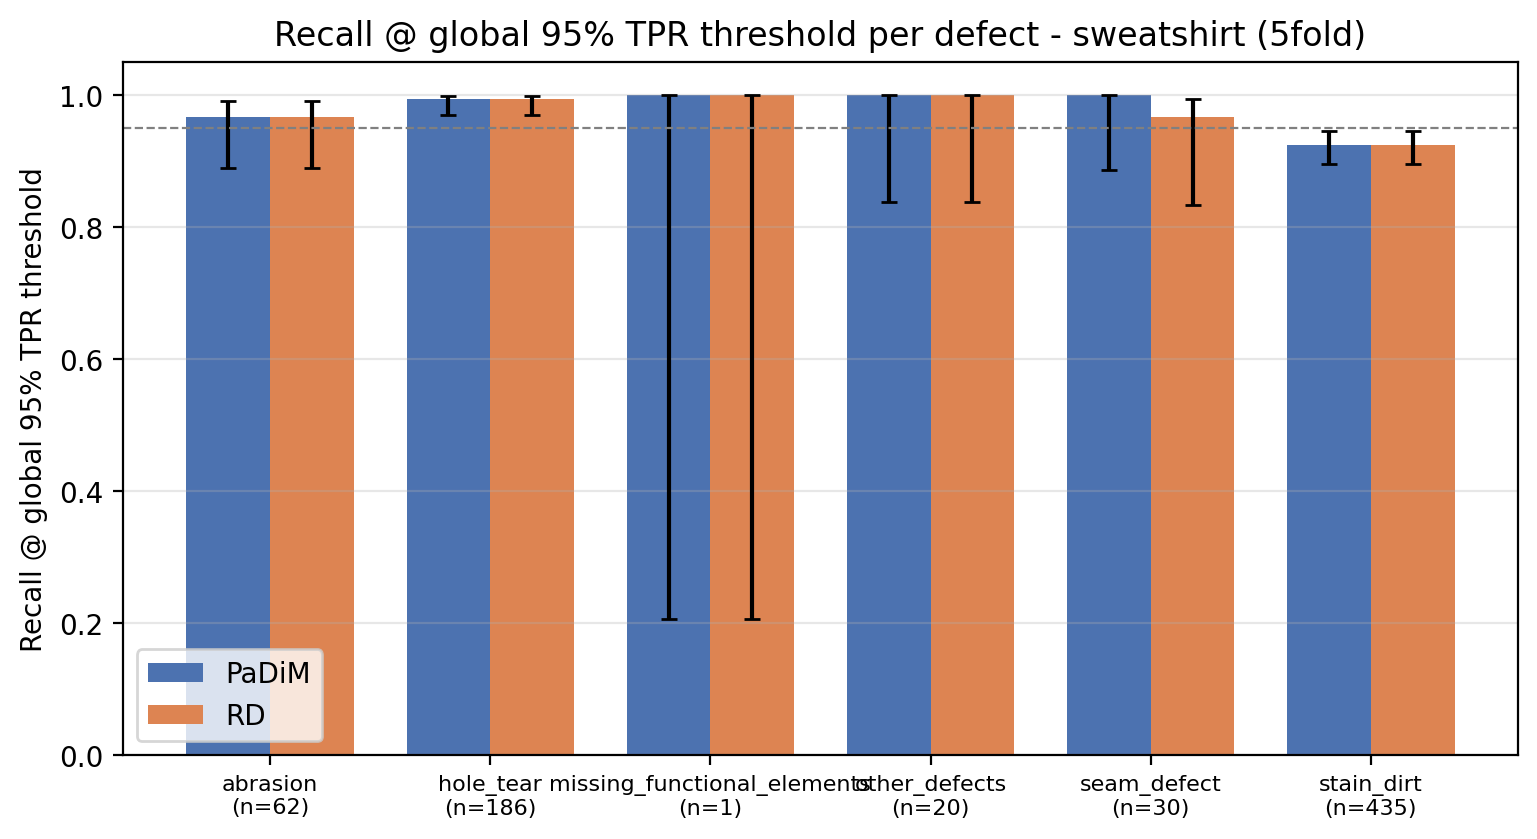 Recall @ global 95% TPR threshold per defect - sweatshirt (5fold)
Recall @ global 95% TPR threshold
1.0
0.8
0.6
0.4
0.2
0.0
PaDiM
RD
abrasion
(n=62)
hole_tear
(n=186)
missing_functional_elements
(n=1)
other_defects
(n=20)
seam_defect
(n=30)
stain_dirt
(n=435)